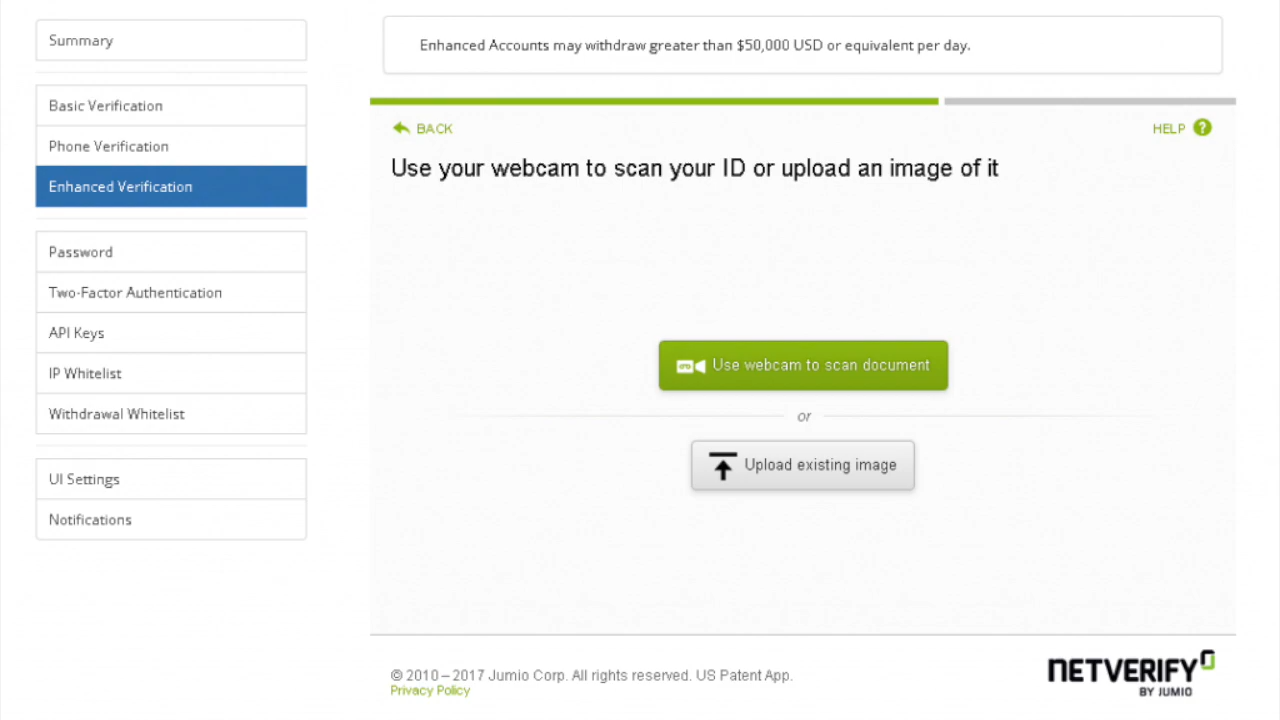 Summary
Basic Verification
Phone Verification
Enhanced Verification
Password
Two-Factor Authentication
API Keys
IP Whitelist
Withdrawal Whitelist
UI Settings
Notifications
Enhanced Accounts may withdraw greater than $50,000 USD or equivalent per day.
BACK
HELP ?
Use your webcam to scan your ID or upload an image of it
Use webcam to scan document
or
Upload existing image
© 2010 – 2017 Jumio Corp. All rights reserved. US Patent App.
Privacy Policy
NETVERIFY
BY JUMIO